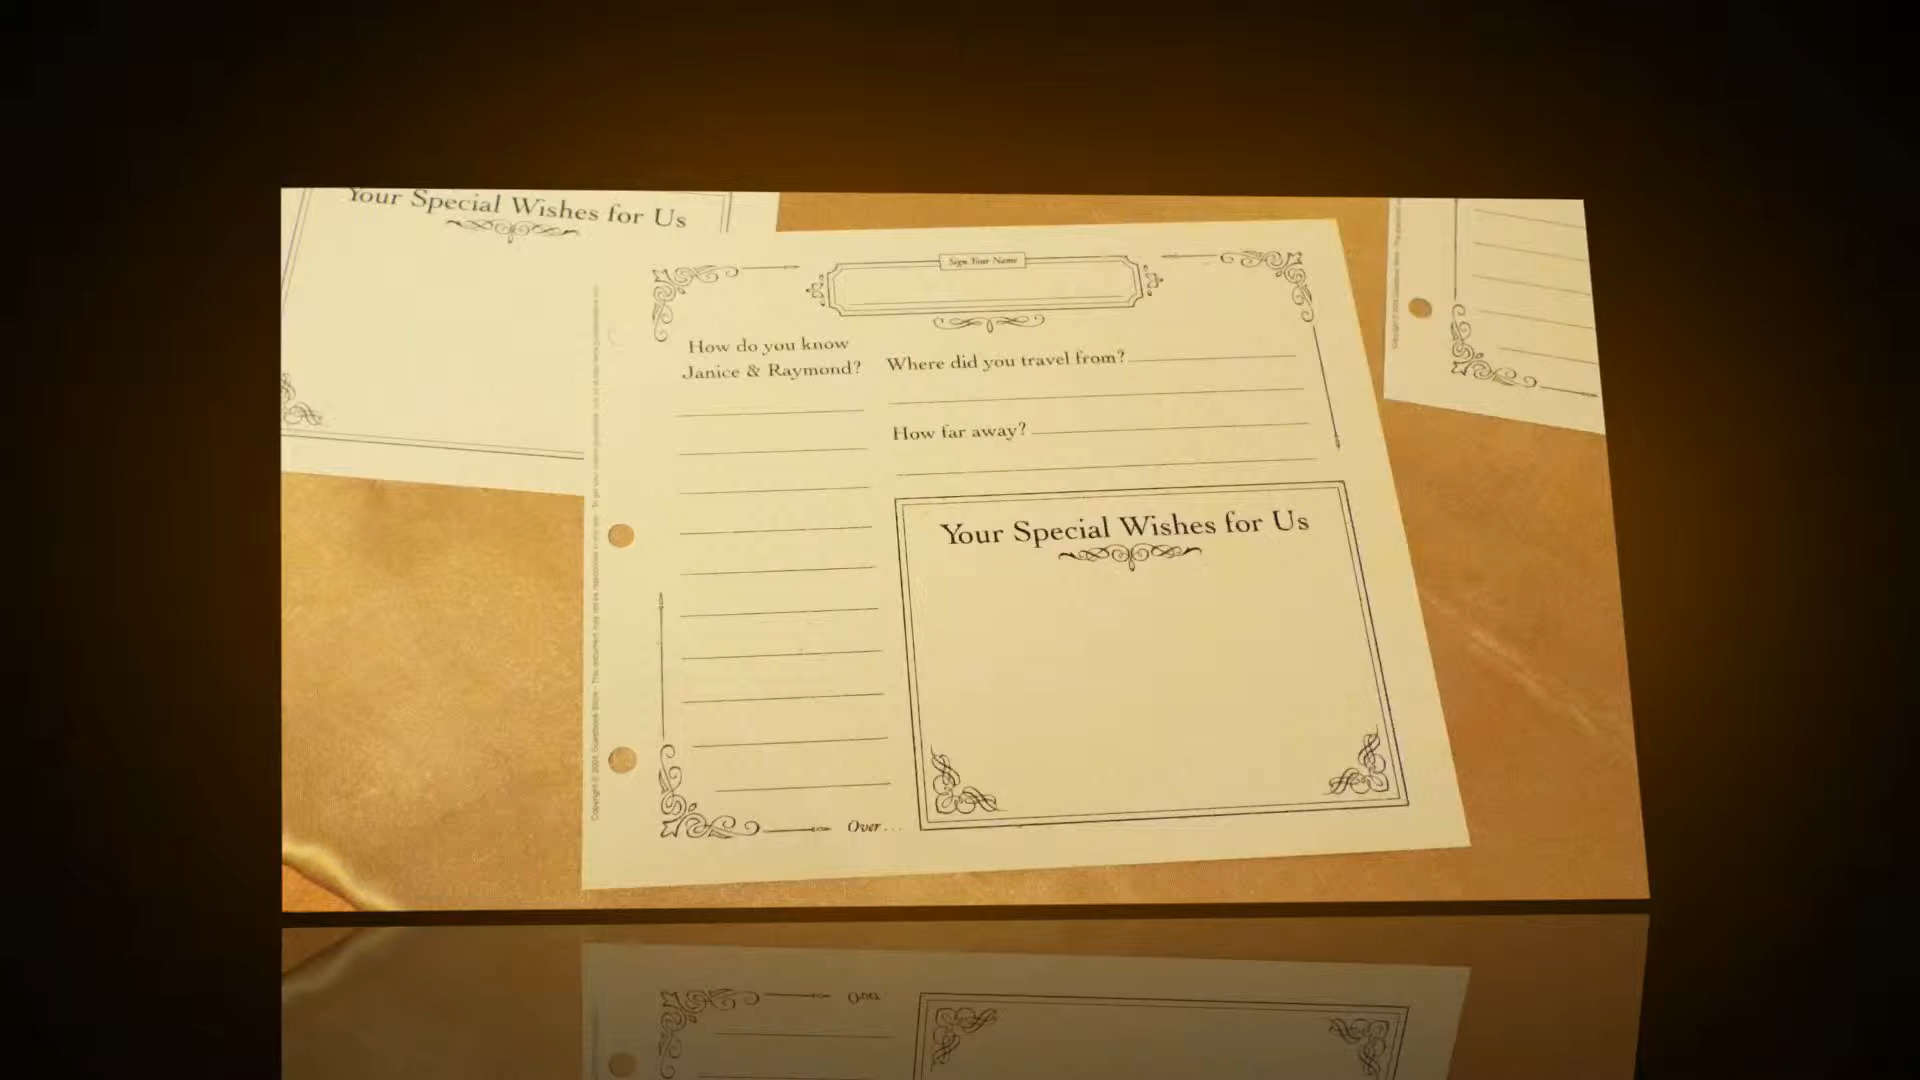 Your Special Wishes for Us
Sign Your Name
How do you know
Janice & Raymond?
Where did you travel from?
How far away?
Your Special Wishes for Us
Over...